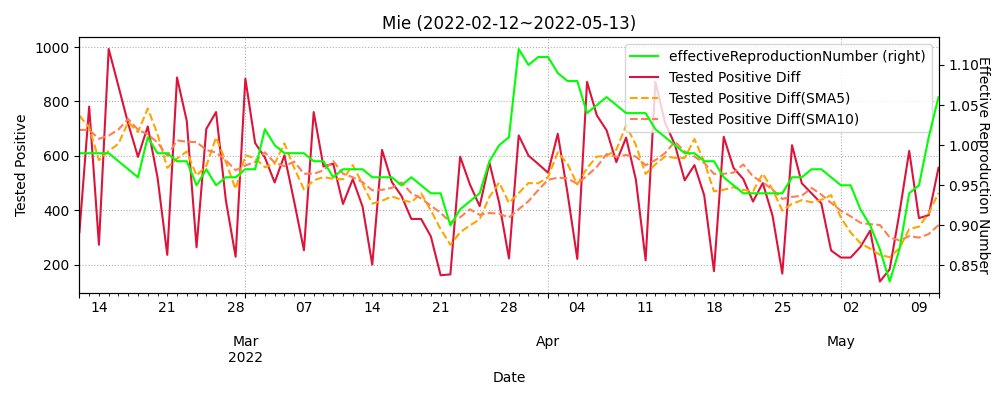 Mie (2022-02-12~2022-05-13)
effectiveReproductionNumber (right)
Tested Positive Diff
Tested Positive Diff(SMA5)
Tested Positive Diff(SMA10)
Tested Positive
1000
800
600
400
200
Effective Reproduction Number
1.10
1.05
1.00
0.95
0.90
0.85
14 21 28 07 14 21 28 04 11 18 25 02 09
Mar Apr May
2022
Date